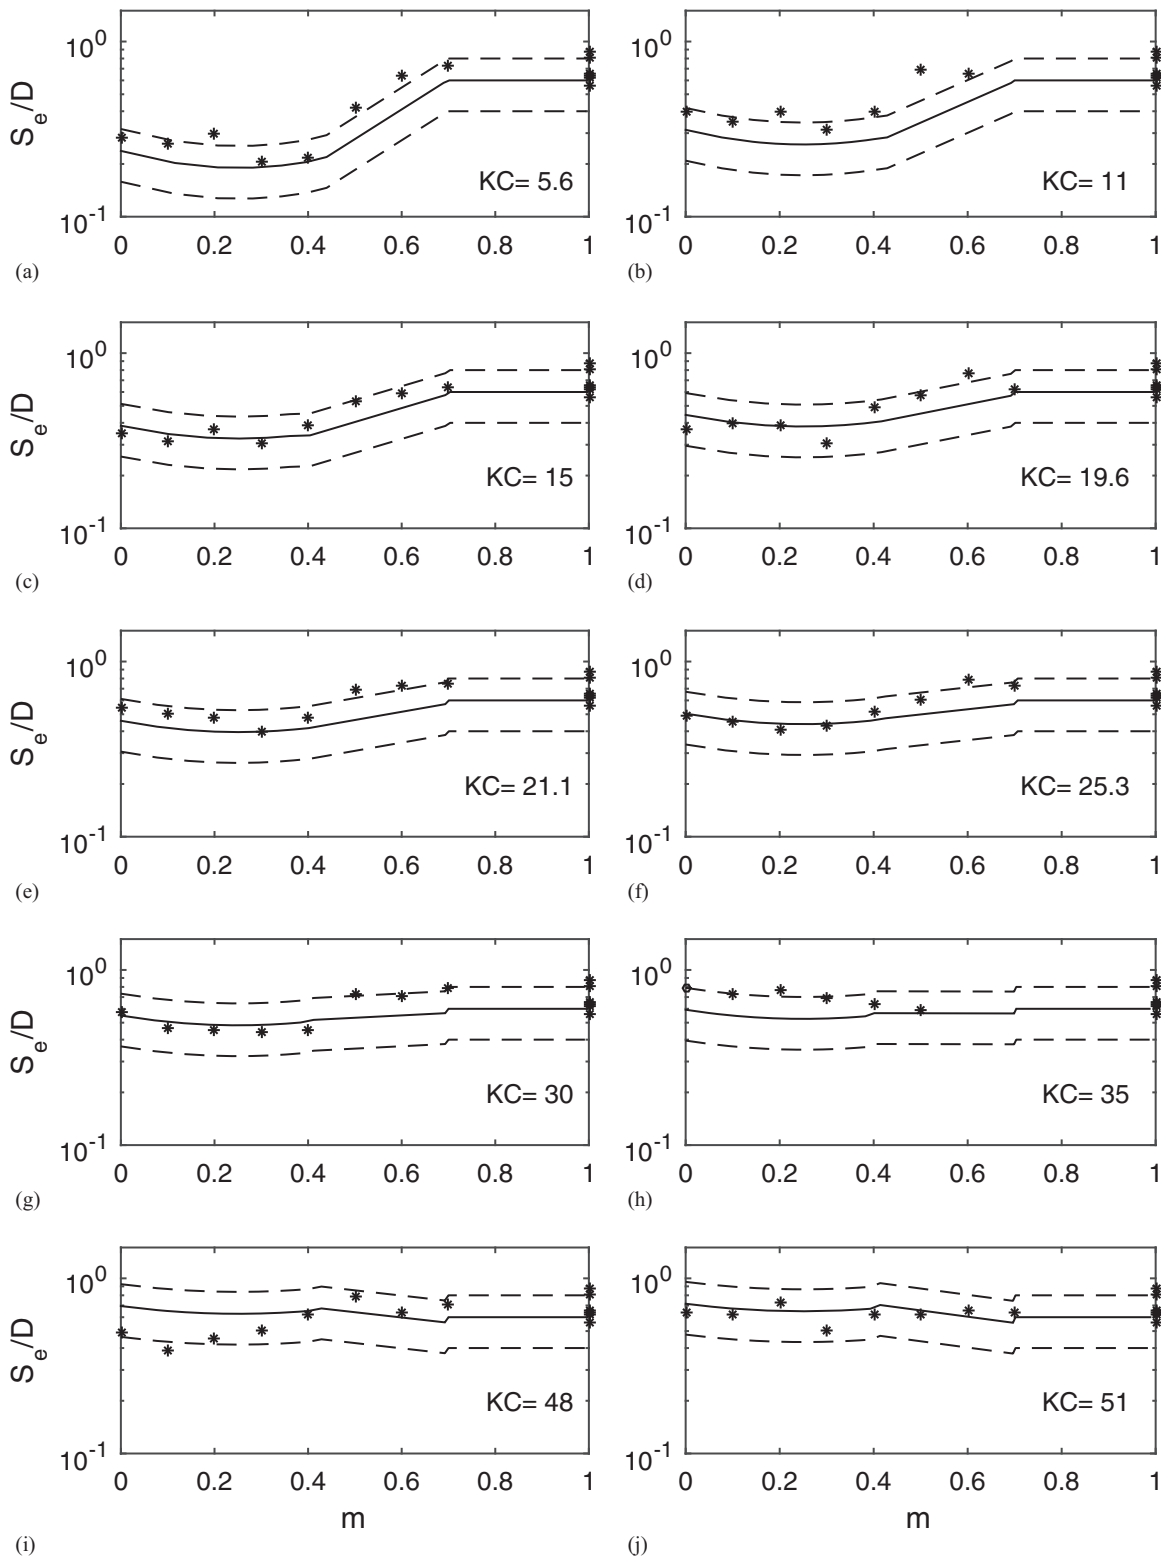 S_e/D
10^0
10^-1
KC= 5.6
0 0.2 0.4 0.6 0.8 1
(a)
10^0
10^-1
KC= 11
0 0.2 0.4 0.6 0.8 1
(b)
S_e/D
10^0
10^-1
KC= 15
0 0.2 0.4 0.6 0.8 1
(c)
10^0
10^-1
KC= 19.6
0 0.2 0.4 0.6 0.8 1
(d)
S_e/D
10^0
10^-1
KC= 21.1
0 0.2 0.4 0.6 0.8 1
(e)
10^0
10^-1
KC= 25.3
0 0.2 0.4 0.6 0.8 1
(f)
S_e/D
10^0
10^-1
KC= 30
0 0.2 0.4 0.6 0.8 1
(g)
10^0
10^-1
KC= 35
0 0.2 0.4 0.6 0.8 1
(h)
S_e/D
10^0
10^-1
KC= 48
0 0.2 0.4 0.6 0.8 1
m
(i)
10^0
10^-1
KC= 51
0 0.2 0.4 0.6 0.8 1
m
(j)